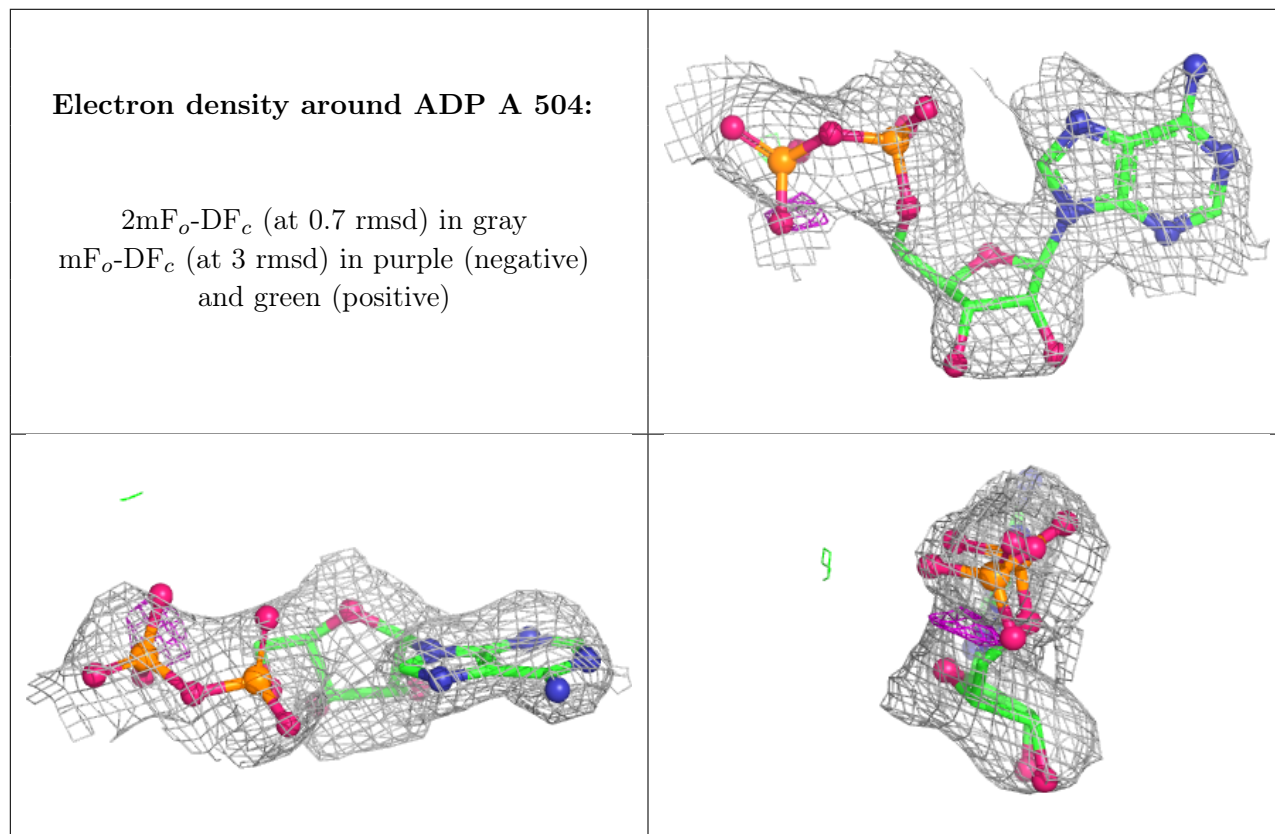 Electron density around ADP A 504:
2mFo-DFc (at 0.7 rmsd) in gray
mFo-DFc (at 3 rmsd) in purple (negative)
and green (positive)